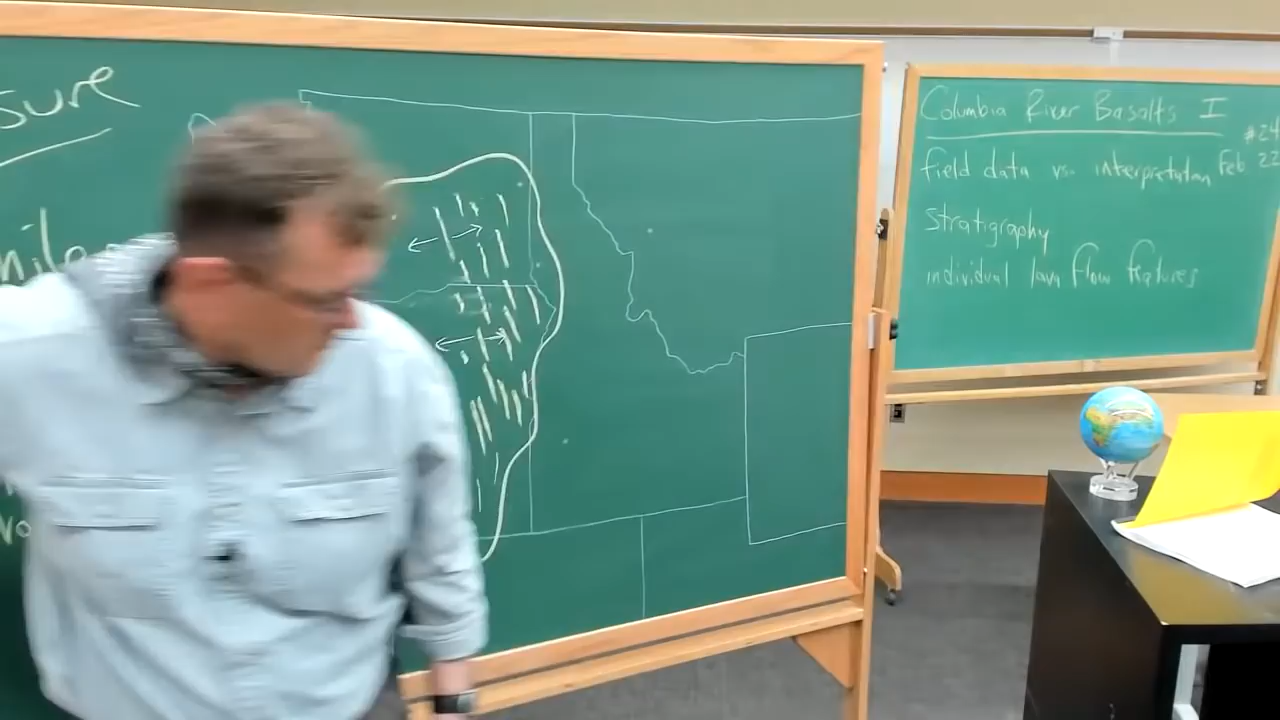 sure
mile
Columbia River Basalts I
#24
field data vs. interpretation Feb 22
stratigraphy
individual lava flow features